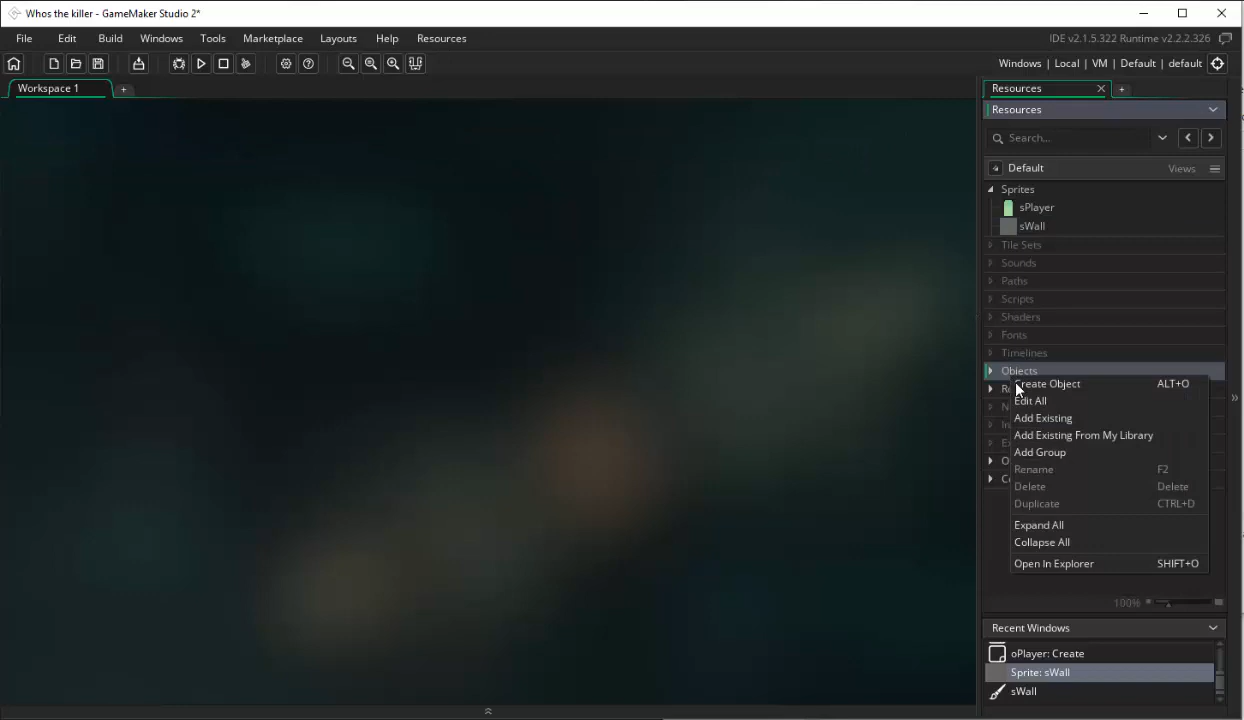 Whos the killer - GameMaker Studio 2*
File Edit Build Windows Tools Marketplace Layouts Help Resources
IDE v2.1.5.322 Runtime v2.2.2.326
Windows | Local | VM | Default | default
Workspace 1 +
Resources +
Resources
Search...
Default Views
Sprites
sPlayer
sWall
Tile Sets
Sounds
Paths
Scripts
Shaders
Fonts
Timelines
Objects
Create Object ALT+O
Edit All
Add Existing
Add Existing From My Library
Add Group
Rename F2
Delete Delete
Duplicate CTRL+D
Expand All
Collapse All
Open In Explorer SHIFT+O
100%
Recent Windows
oPlayer: Create
Sprite: sWall
sWall